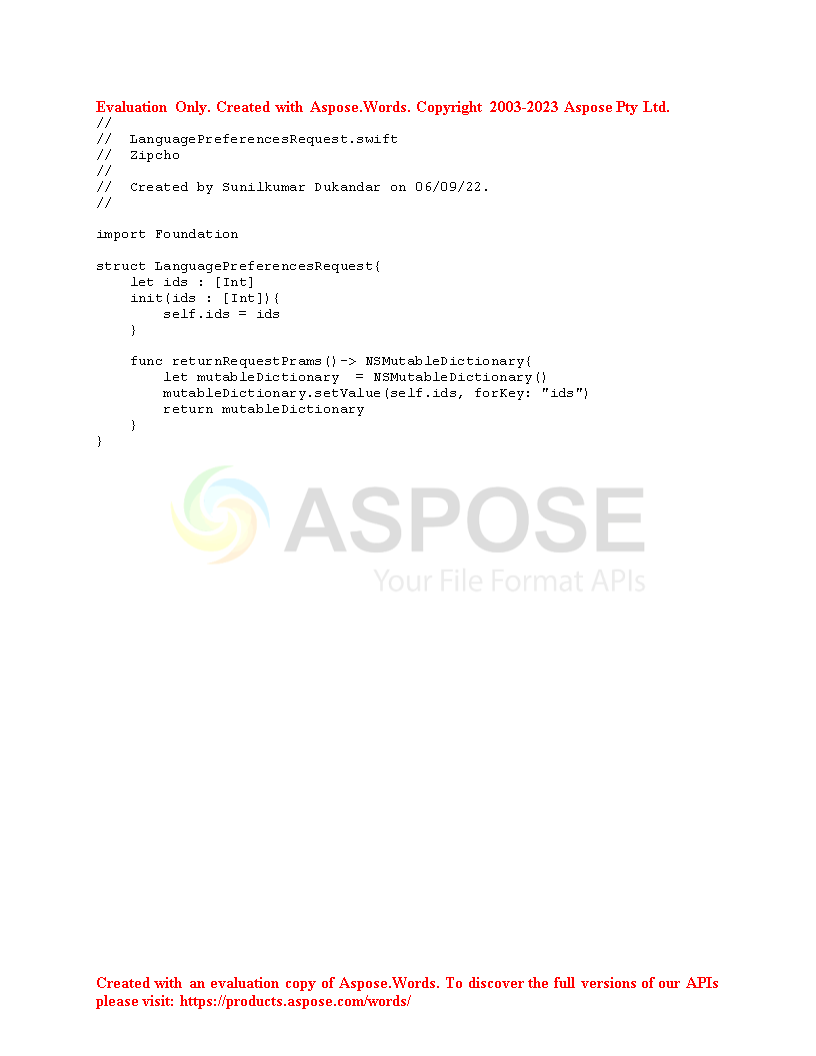 Evaluation Only. Created with Aspose.Words. Copyright 2003-2023 Aspose Pty Ltd.
//
//  LanguagePreferencesRequest.swift
//  Zipcho
//
//  Created by Sunilkumar Dukandar on 06/09/22.
//
import Foundation
struct LanguagePreferencesRequest{
    let ids : [Int]
    init(ids : [Int]){
        self.ids = ids
    }
    func returnRequestPrams()-> NSMutableDictionary{
        let mutableDictionary  = NSMutableDictionary()
        mutableDictionary.setValue(self.ids, forKey: "ids")
        return mutableDictionary
    }
}
ASPOSE
Your File Format APIs
Created with an evaluation copy of Aspose.Words. To discover the full versions of our APIs
please visit: https://products.aspose.com/words/